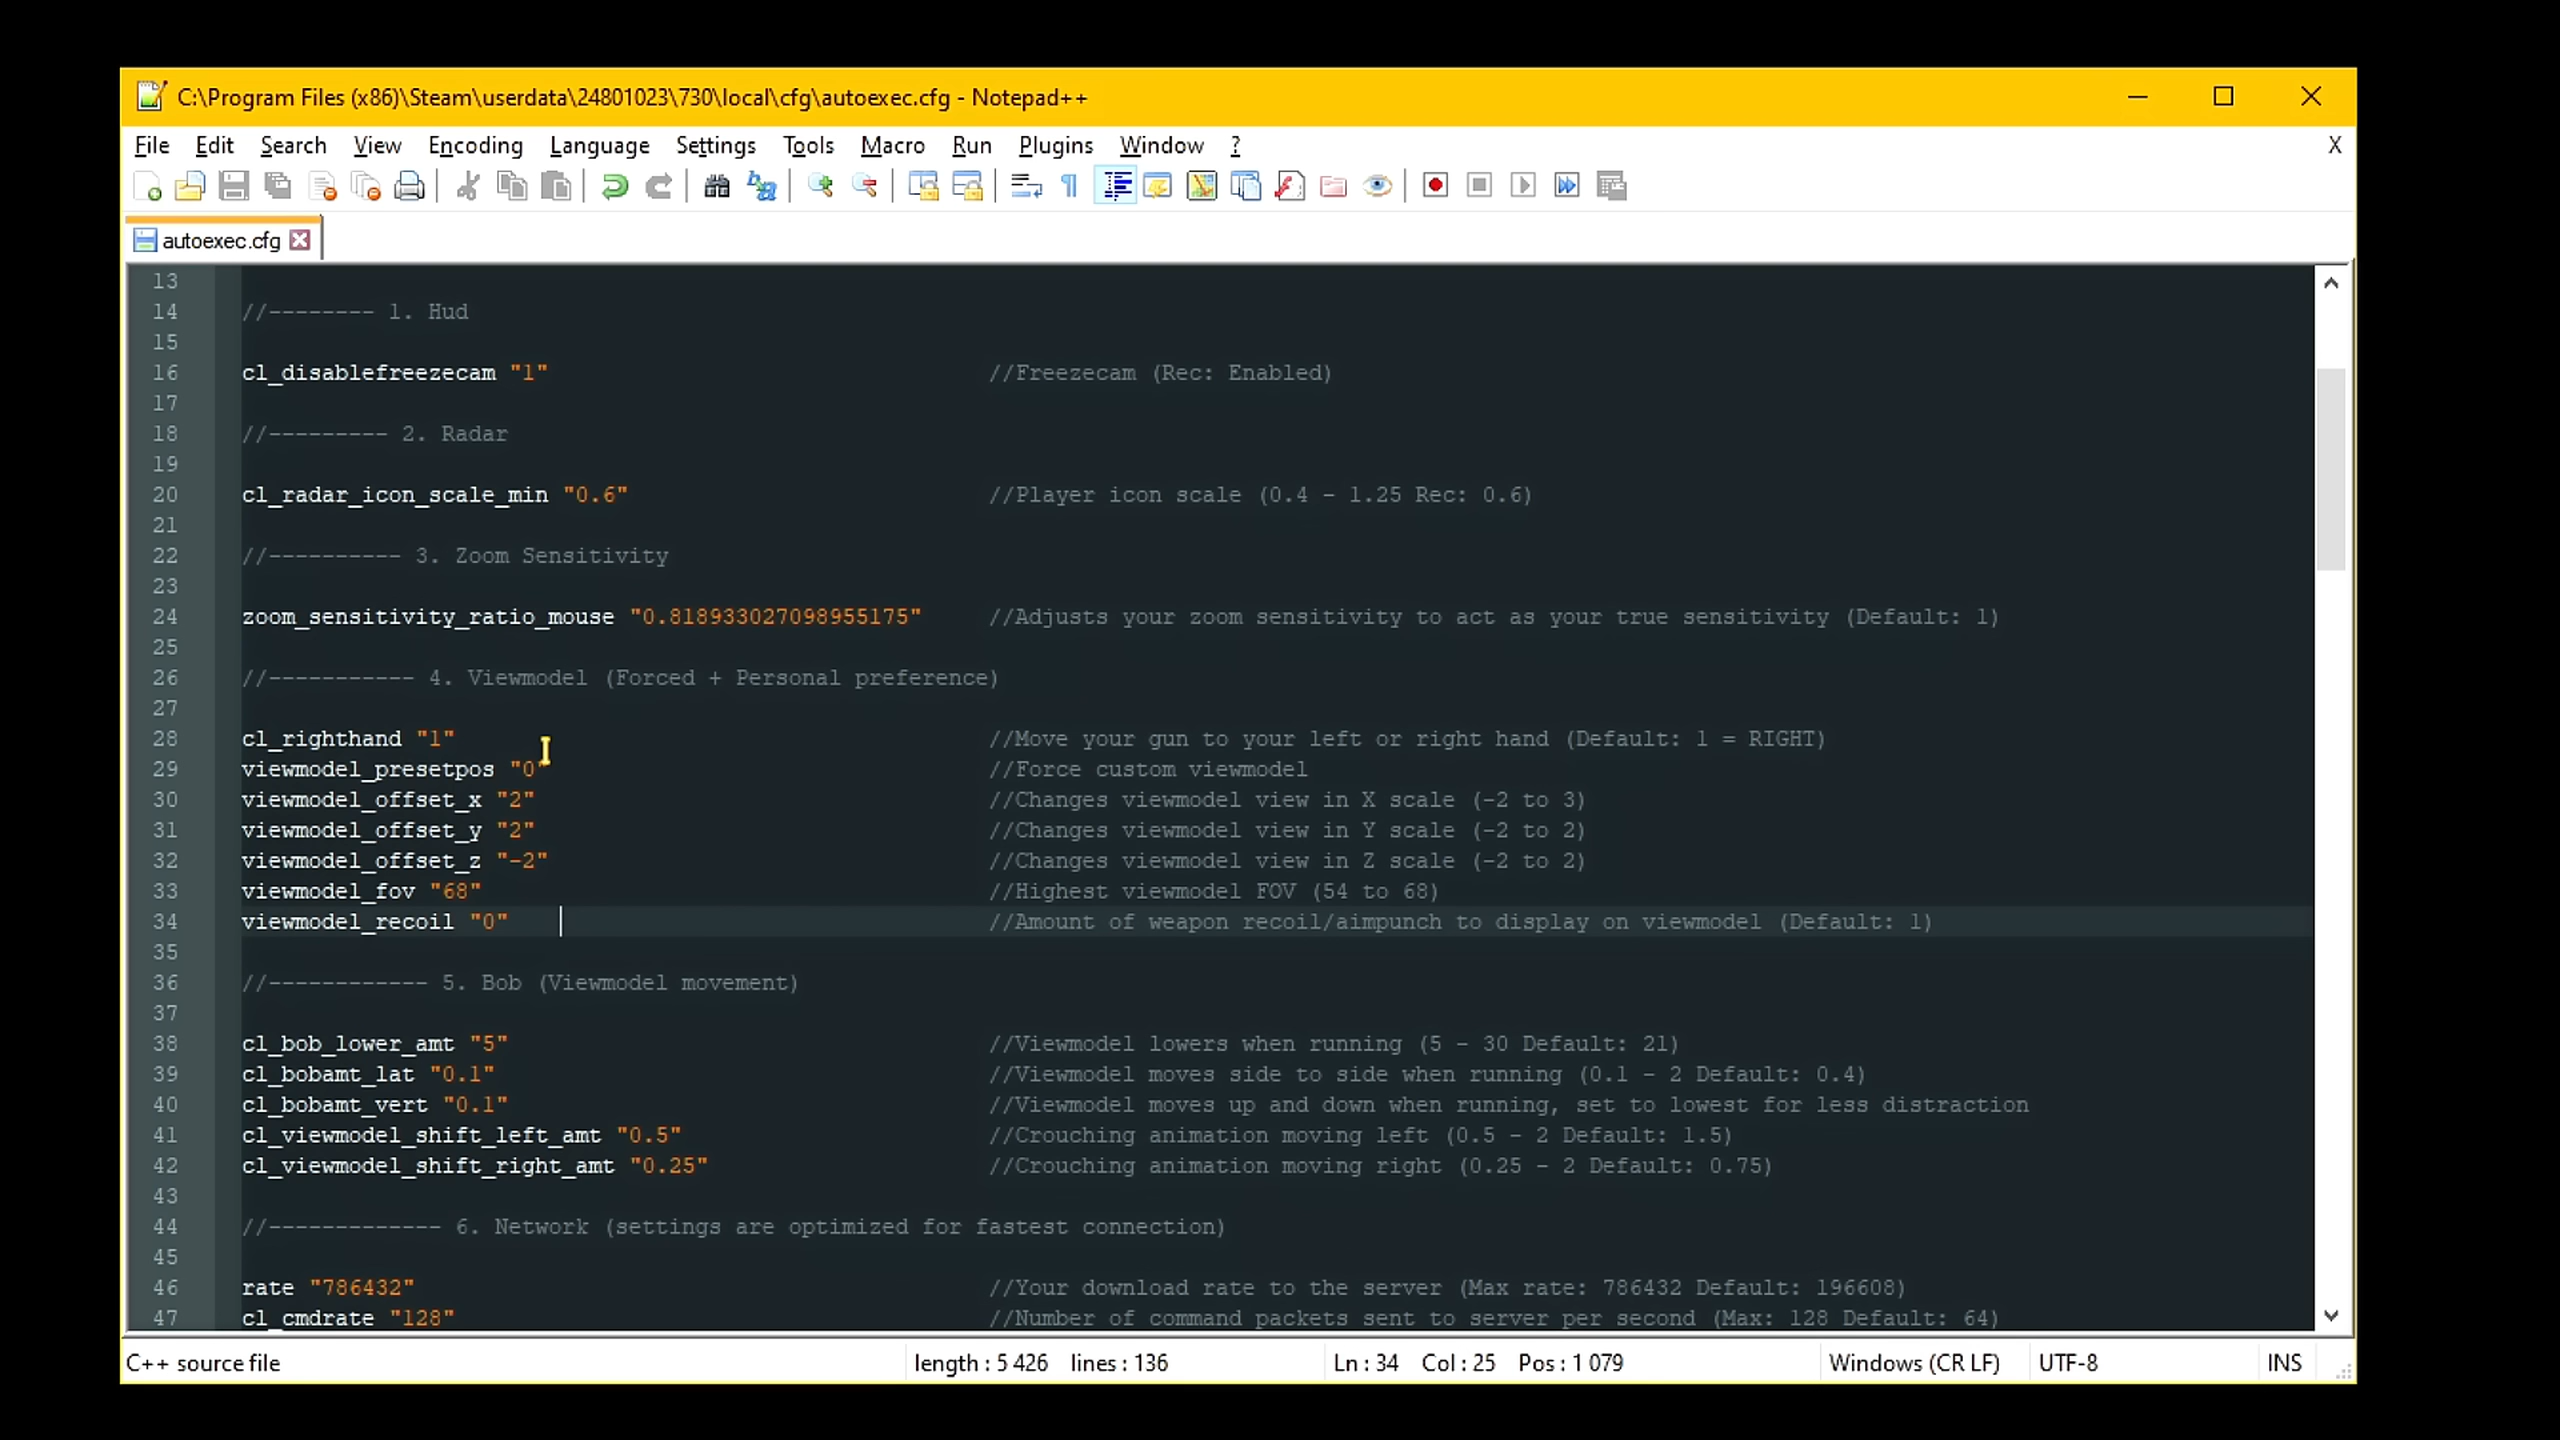 C:\Program Files (x86)\Steam\userdata\24801023\730\local\cfg\autoexec.cfg - Notepad++
File Edit Search View Encoding Language Settings Tools Macro Run Plugins Window ? X
autoexec.cfg
13
14 //-------- 1. Hud
15
16 cl_disablefreezecam "1" //Freezecam (Rec: Enabled)
17
18 //--------- 2. Radar
19
20 cl_radar_icon_scale_min "0.6" //Player icon scale (0.4 - 1.25 Rec: 0.6)
21
22 //---------- 3. Zoom Sensitivity
23
24 zoom_sensitivity_ratio_mouse "0.818933027098955175" //Adjusts your zoom sensitivity to act as your true sensitivity (Default: 1)
25
26 //----------- 4. Viewmodel (Forced + Personal preference)
27
28 cl_righthand "1" //Move your gun to your left or right hand (Default: 1 = RIGHT)
29 viewmodel_presetpos "0" //Force custom viewmodel
30 viewmodel_offset_x "2" //Changes viewmodel view in X scale (-2 to 3)
31 viewmodel_offset_y "2" //Changes viewmodel view in Y scale (-2 to 2)
32 viewmodel_offset_z "-2" //Changes viewmodel view in Z scale (-2 to 2)
33 viewmodel_fov "68" //Highest viewmodel FOV (54 to 68)
34 viewmodel_recoil "0" //Amount of weapon recoil/aimpunch to display on viewmodel (Default: 1)
35
36 //------------ 5. Bob (Viewmodel movement)
37
38 cl_bob_lower_amt "5" //Viewmodel lowers when running (5 - 30 Default: 21)
39 cl_bobamt_lat "0.1" //Viewmodel moves side to side when running (0.1 - 2 Default: 0.4)
40 cl_bobamt_vert "0.1" //Viewmodel moves up and down when running, set to lowest for less distraction
41 cl_viewmodel_shift_left_amt "0.5" //Crouching animation moving left (0.5 - 2 Default: 1.5)
42 cl_viewmodel_shift_right_amt "0.25" //Crouching animation moving right (0.25 - 2 Default: 0.75)
43
44 //------------- 6. Network (settings are optimized for fastest connection)
45
46 rate "786432" //Your download rate to the server (Max rate: 786432 Default: 196608)
47 cl_cmdrate "128" //Number of command packets sent to server per second (Max: 128 Default: 64)
C++ source file length : 5 426 lines : 136 Ln : 34 Col : 25 Pos : 1 079 Windows (CR LF) UTF-8 INS